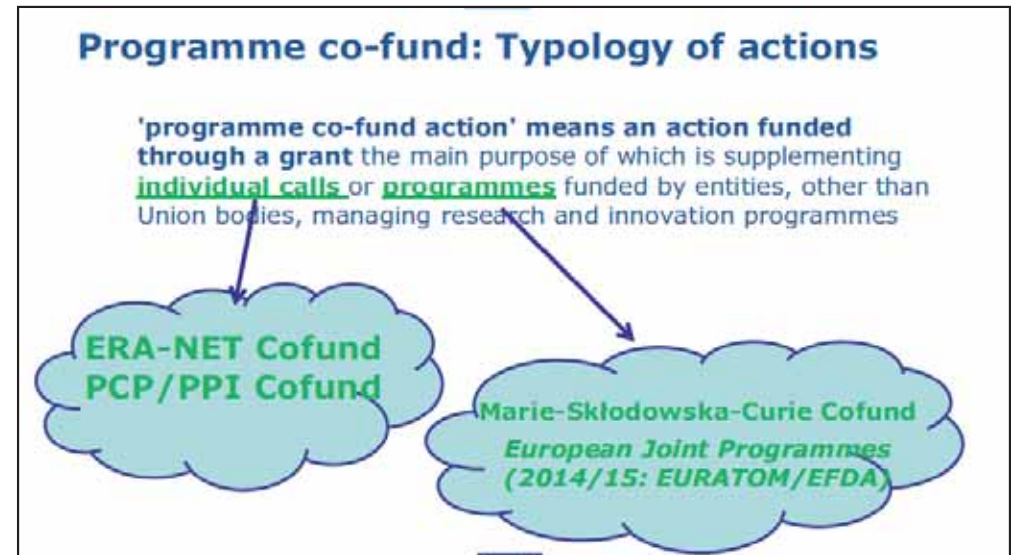 Programme co-fund: Typology of actions
'programme co-fund action' means an action funded
through a grant the main purpose of which is supplementing
individual calls or programmes funded by entities, other than
Union bodies, managing research and innovation programmes
ERA-NET Cofund
PCP/PPI Cofund
Marie-Skłodowska-Curie Cofund
European Joint Programmes
(2014/15: EURATOM/EFDA)